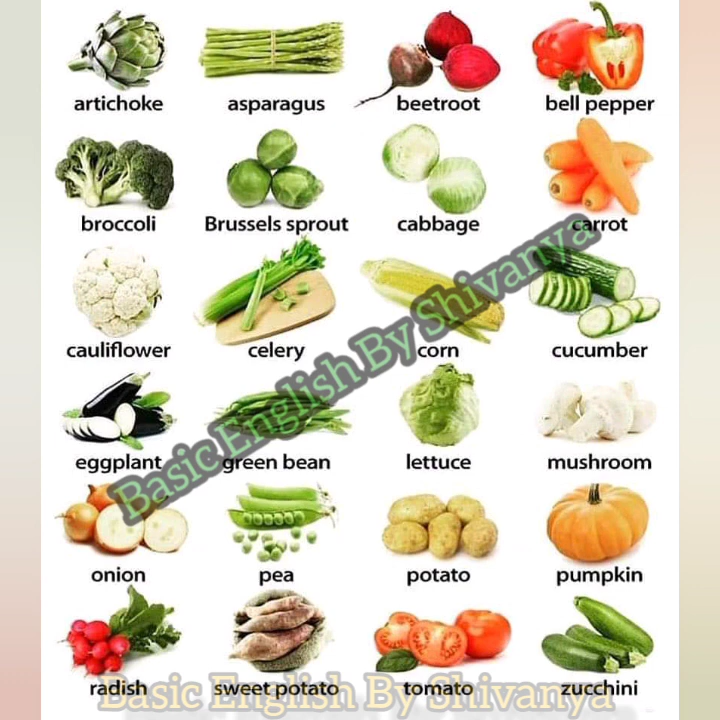 artichoke asparagus beetroot bell pepper
broccoli Brussels sprout cabbage carrot
cauliflower celery corn cucumber
eggplant green bean lettuce mushroom
onion pea potato pumpkin
radish sweet potato tomato zucchini
Basic English By Shivanya
Basic English By Shivanya